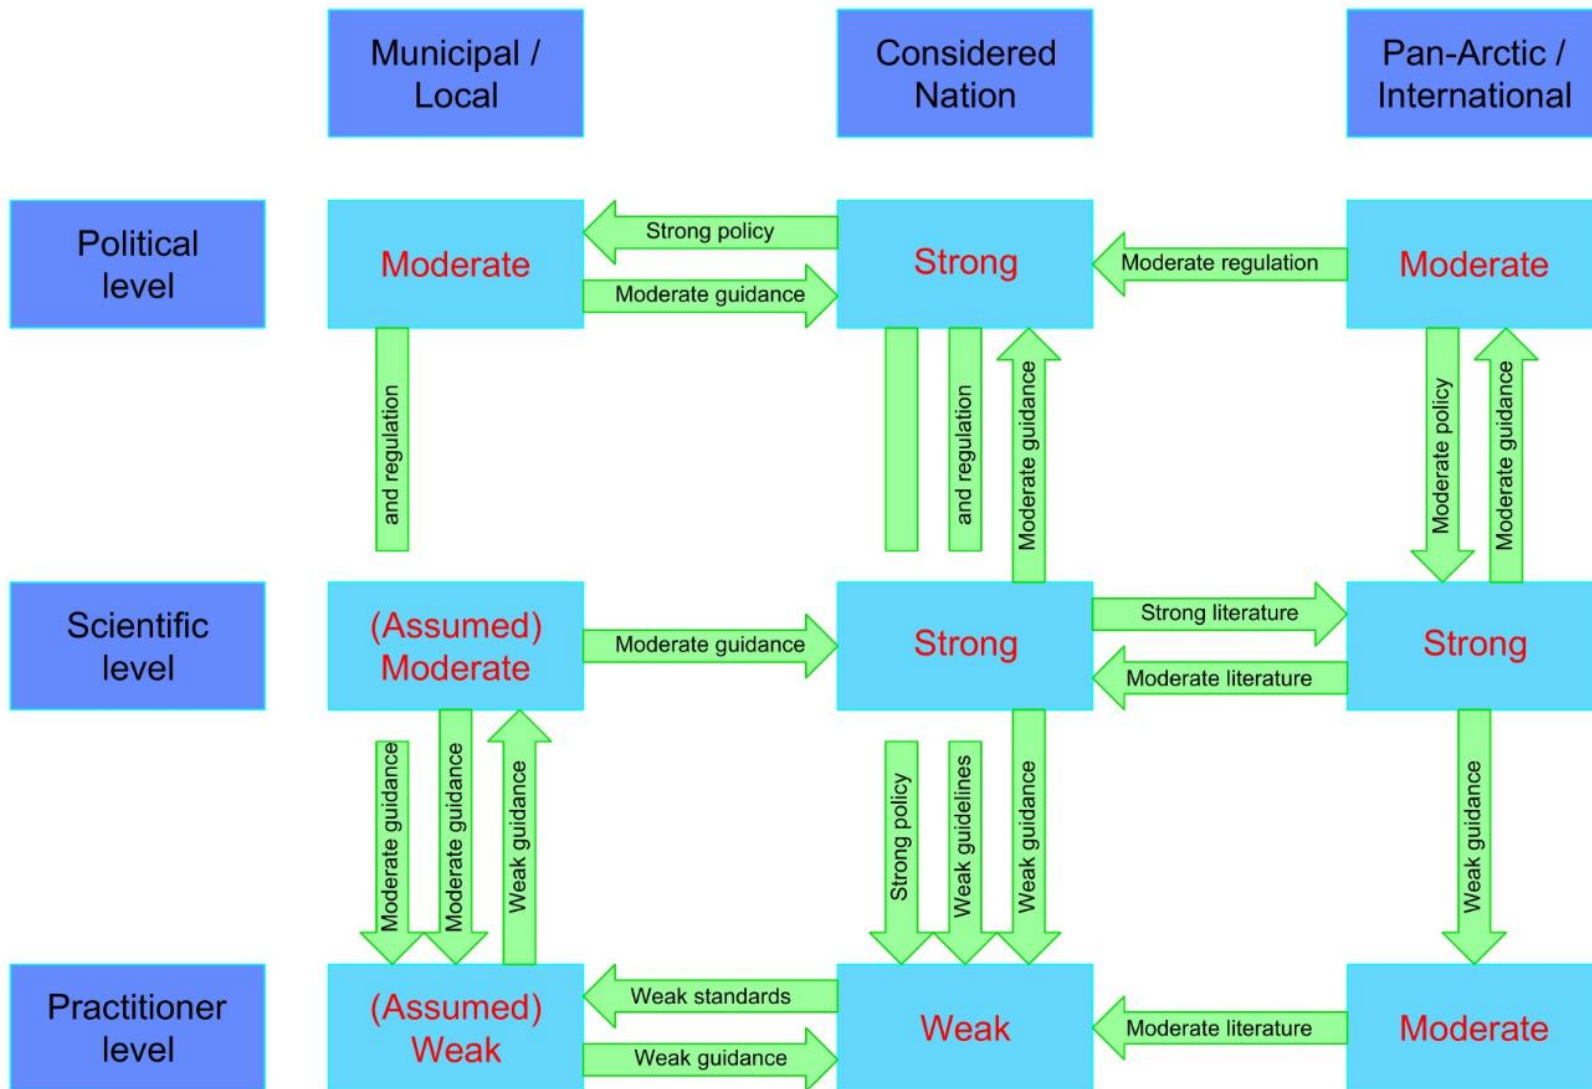 Municipal /
Local
Considered
Nation
Pan-Arctic /
International
Political
level
Moderate
Strong policy
Moderate guidance
Strong
Moderate regulation
Moderate
and regulation
and regulation
Moderate guidance
Moderate policy
Moderate guidance
Scientific
level
(Assumed)
Moderate
Moderate guidance
Strong
Strong literature
Moderate literature
Strong
Moderate guidance
Moderate guidance
Weak guidance
Strong policy
Weak guidelines
Weak guidance
Weak guidance
Practitioner
level
(Assumed)
Weak
Weak standards
Weak guidance
Weak
Moderate literature
Moderate